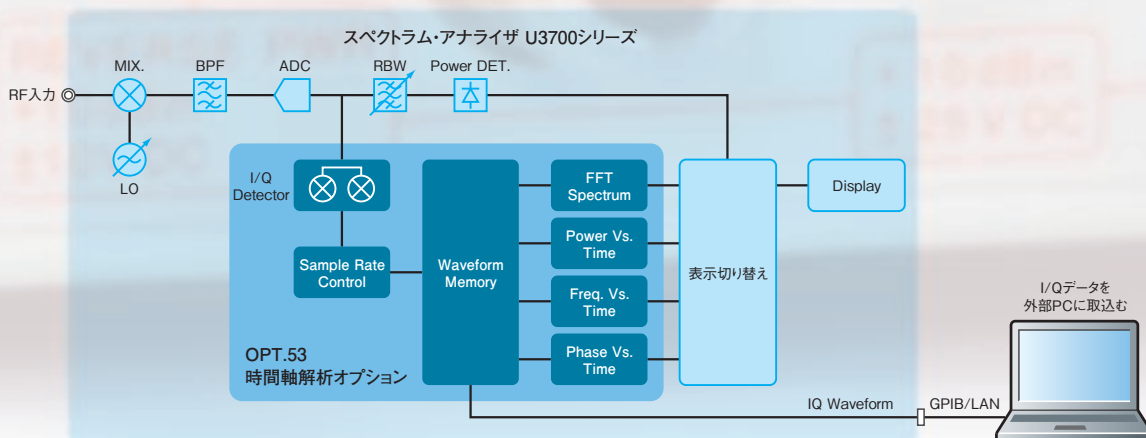 スペクトラム・アナライザ U3700シリーズ
MIX.
BPF
ADC
RBW
Power DET.
RF入力
LO
I/Q
Detector
FFT
Spectrum
Display
Power Vs.
Time
Sample Rate
Control
Waveform
Memory
表示切り替え
Freq. Vs.
Time
I/Qデータを
外部PCに取込む
Phase Vs.
Time
OPT.53
時間軸解析オプション
IQ Waveform
GPIB/LAN